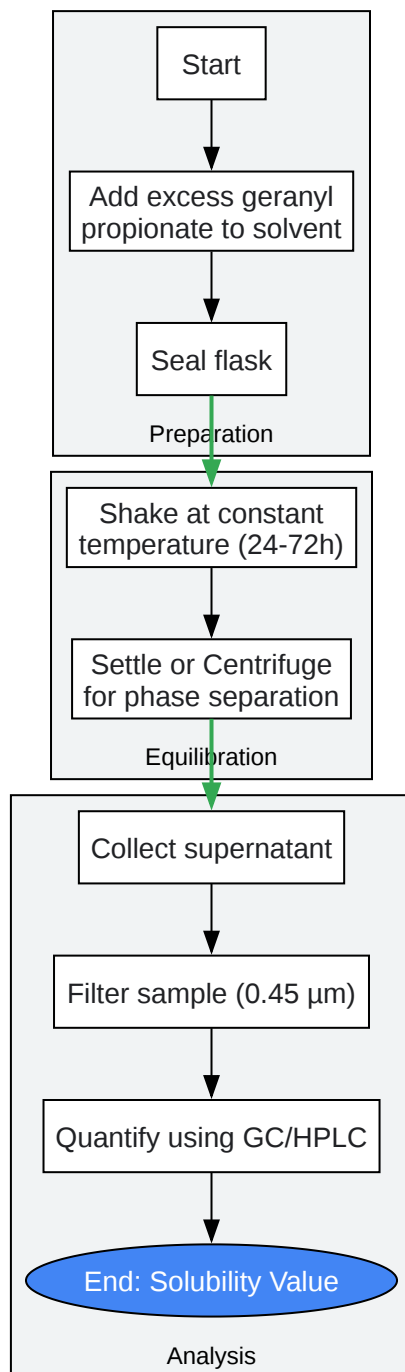 Start
Add excess geranyl
propionate to solvent
Seal flask
Preparation
Shake at constant
temperature (24-72h)
Settle or Centrifuge
for phase separation
Equilibration
Collect supernatant
Filter sample (0.45 µm)
Quantify using GC/HPLC
End: Solubility Value
Analysis